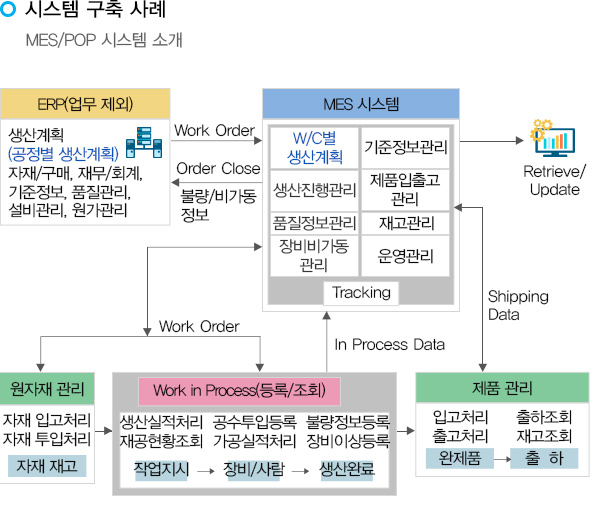 시스템 구축 사례
MES/POP 시스템 소개
ERP(업무 제외)
생산계획
(공정별 생산계획)
자재/구매, 재무/회계,
기준정보, 품질관리,
설비관리, 원가관리
Work Order
Order Close
불량/비가동
정보
MES 시스템
W/C별
생산계획
기준정보관리
생산진행관리
제품입출고
관리
품질정보관리
재고관리
장비비가동
관리
운영관리
Tracking
Retrieve/
Update
Work Order
In Process Data
Shipping
Data
원자재 관리
자재 입고처리
자재 투입처리
자재 재고
Work in Process(등록/조회)
생산실적처리 공수투입등록 불량정보등록
재공현황조회 가공실적처리 장비이상등록
작업지시 장비/사람 생산완료
제품 관리
입고처리 출하조회
출고처리 재고조회
완제품 출 하